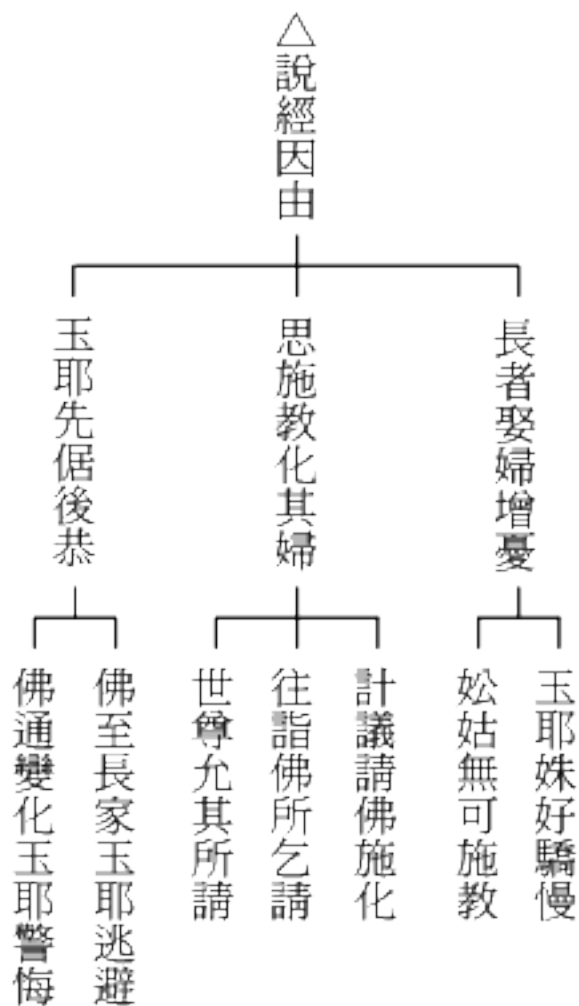 △說經因由
長者娶婦增憂
思施教化其婦
玉耶先倨後恭
玉耶姝好驕慢
妐姑無可施教
計議請佛施化
往詣佛所乞請
世尊允其所請
佛至長家玉耶逃避
佛通變化玉耶警悔